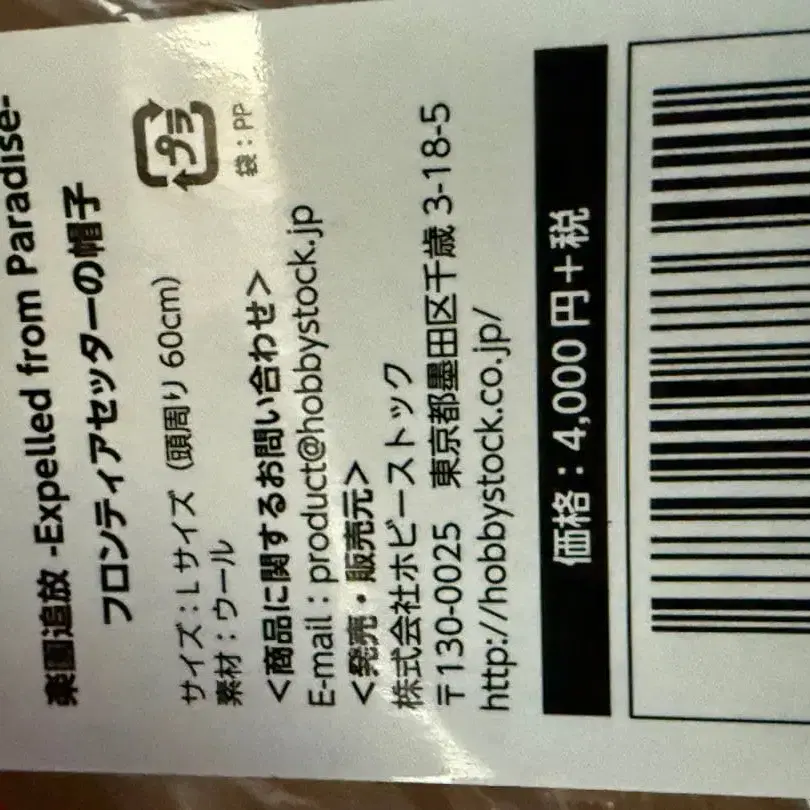 楽園追放 -Expelled from Paradise-
フロンティアセッターの帽子
プラ
袋：PP
サイズ：Lサイズ（頭周り 60cm）
素材：ウール
＜商品に関するお問い合わせ＞
E-mail：product@hobbystock.jp
＜発売・販売元＞
株式会社ホビーストック
〒130-0025　東京都墨田区千歳 3-18-5
http://hobbystock.co.jp/
価格：4,000 円＋税